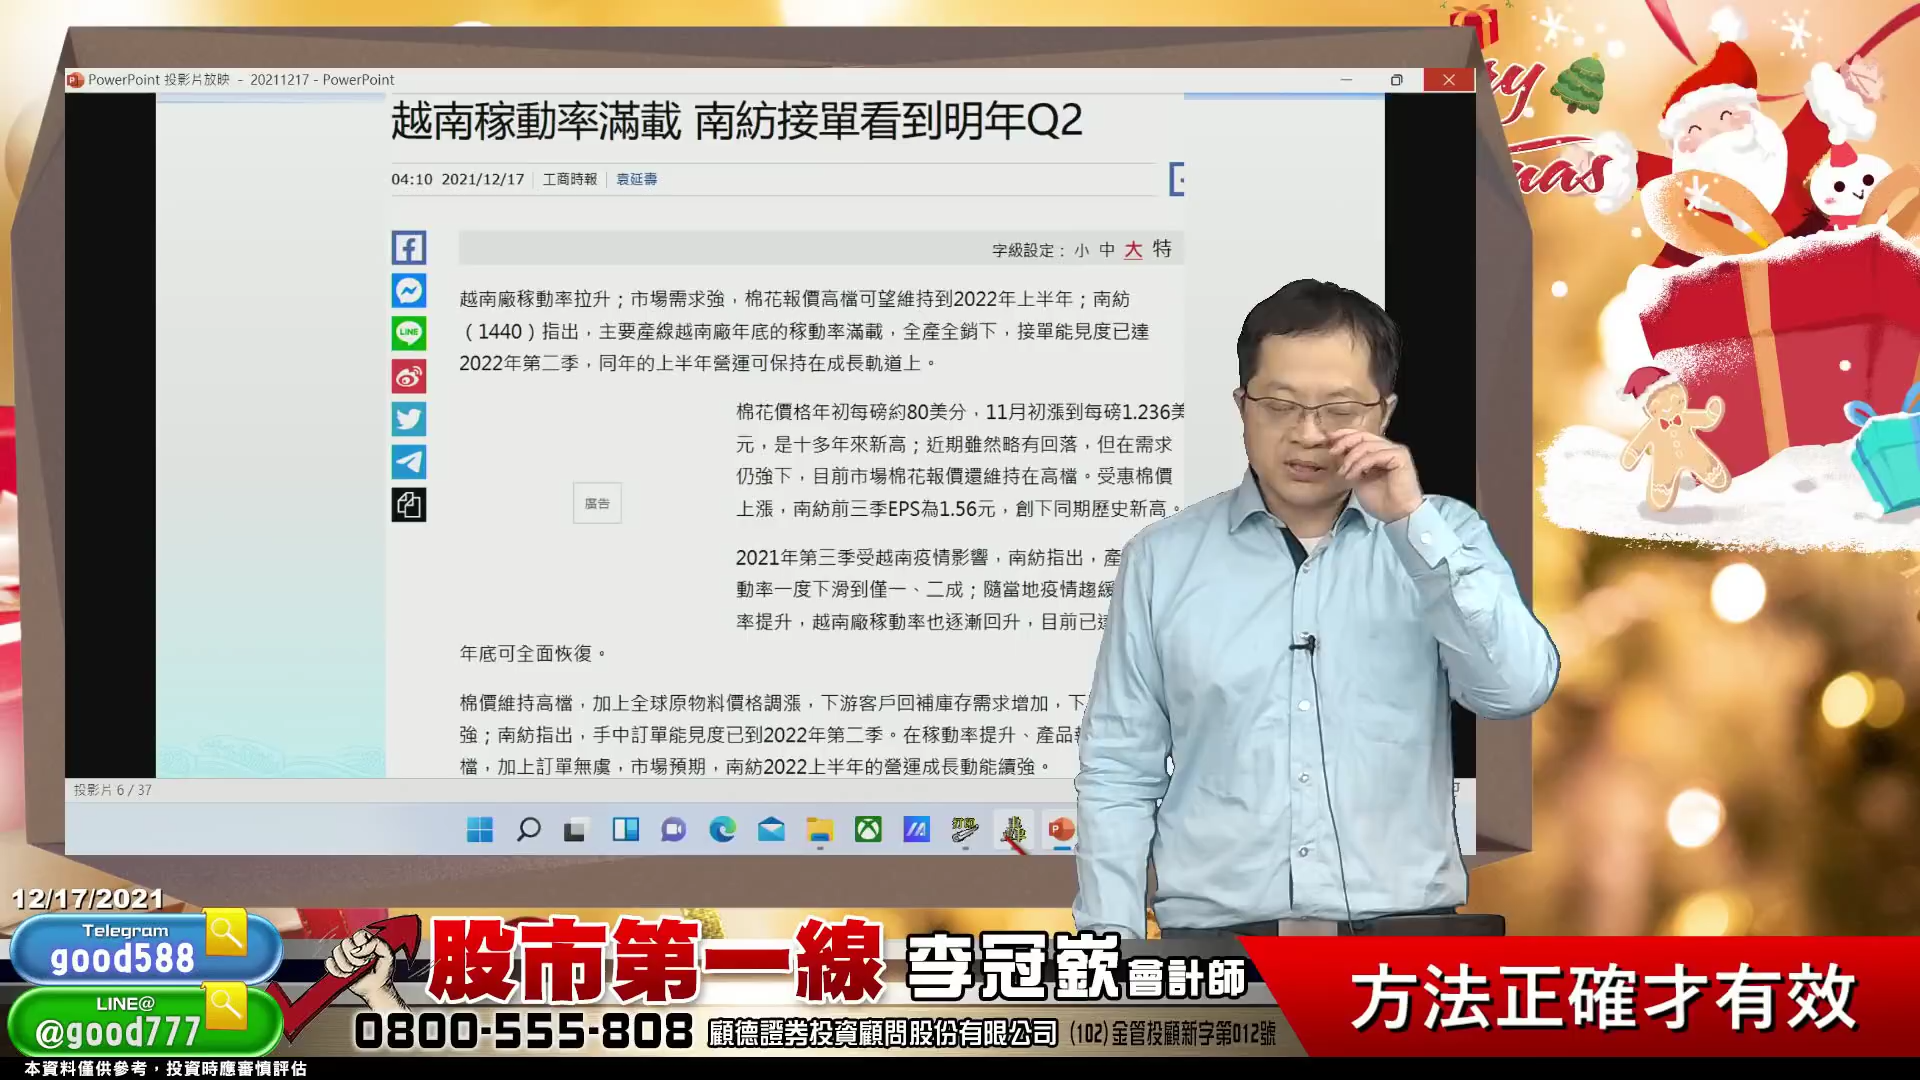 PowerPoint 投影片放映 - 20211217 - PowerPoint
越南稼動率滿載 南紡接單看到明年Q2
04:10 2021/12/17 工商時報 袁延壽
字級設定： 小 中 大 特
越南廠稼動率拉升；市場需求強，棉花報價高檔可望維持到2022年上半年；南紡
（1440）指出，主要產線越南廠年底的稼動率滿載，全產全銷下，接單能見度已達
2022年第二季，同年的上半年營運可保持在成長軌道上。
棉花價格年初每磅約80美分，11月初漲到每磅1.236美
元，是十多年來新高；近期雖然略有回落，但在需求
仍強下，目前市場棉花報價還維持在高檔。受惠棉價
上漲，南紡前三季EPS為1.56元，創下同期歷史新高。
廣告
2021年第三季受越南疫情影響，南紡指出，產
動率一度下滑到僅一、二成；隨當地疫情趨緩
率提升，越南廠稼動率也逐漸回升，目前已
年底可全面恢復。
棉價維持高檔，加上全球原物料價格調漲，下游客戶回補庫存需求增加，下
強；南紡指出，手中訂單能見度已到2022年第二季。在稼動率提升、產品
檔，加上訂單無虞，市場預期，南紡2022上半年的營運成長動能續強。
投影片 6 / 37
LINE
12/17/2021
Telegram
good588
LINE@
@good777
股市第一線 李冠嶔 會計師
0800-555-808 顧德證券投資顧問股份有限公司 (102)金管投顧新字第012號
方法正確才有效
本資料僅供參考，投資時應審慎評估